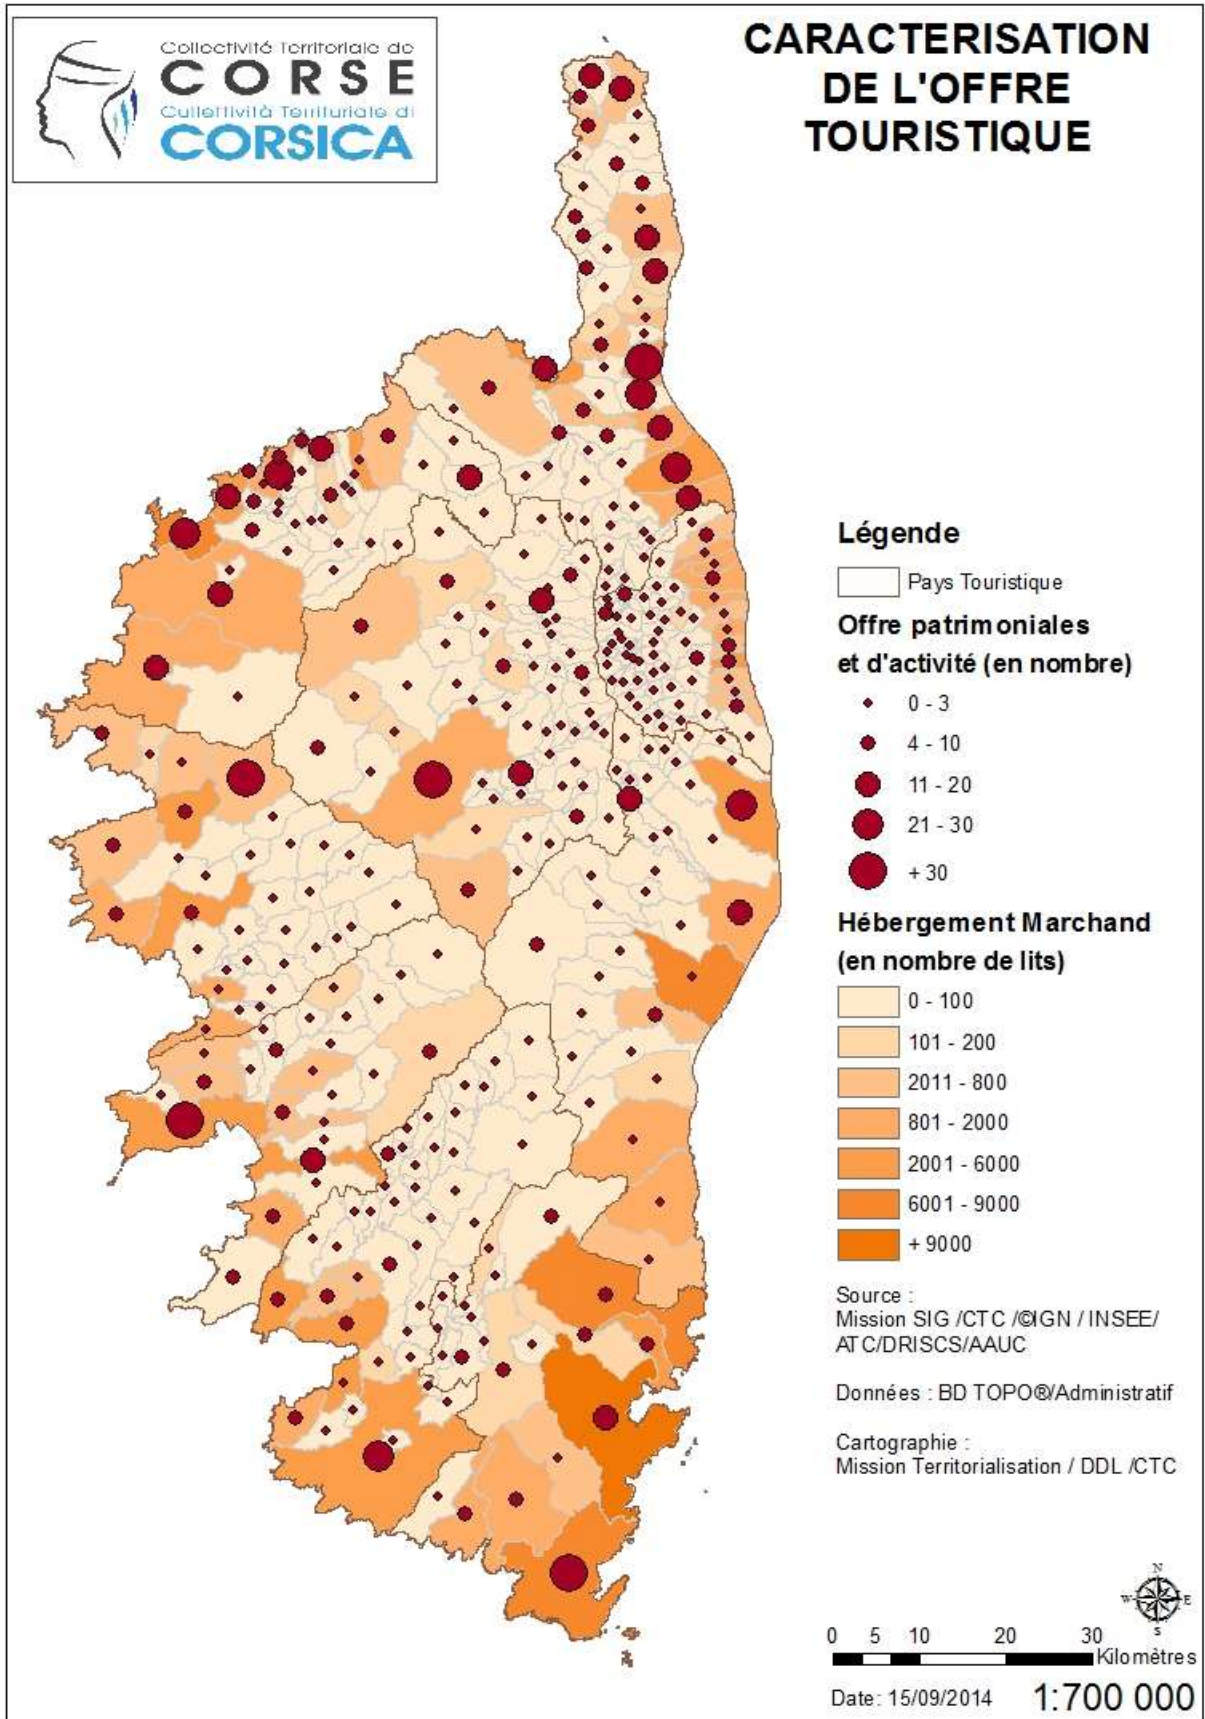 Collectivité Territoriale de
CORSE
Cullettività Territuriale di
CORSICA
CARACTERISATION
DE L'OFFRE
TOURISTIQUE
Légende
Pays Touristique
Offre patrimoniales
et d'activité (en nombre)
0 - 3
4 - 10
11 - 20
21 - 30
+ 30
Hébergement Marchand
(en nombre de lits)
0 - 100
101 - 200
2011 - 800
801 - 2000
2001 - 6000
6001 - 9000
+ 9000
Source :
Mission SIG /CTC /©IGN / INSEE/
ATC/DRISCS/AAUC
Données : BD TOPO®/Administratif
Cartographie :
Mission Territorialisation / DDL /CTC
N
W E
S
0 5 10 20 30
Kilomètres
Date : 15/09/2014 1:700 000